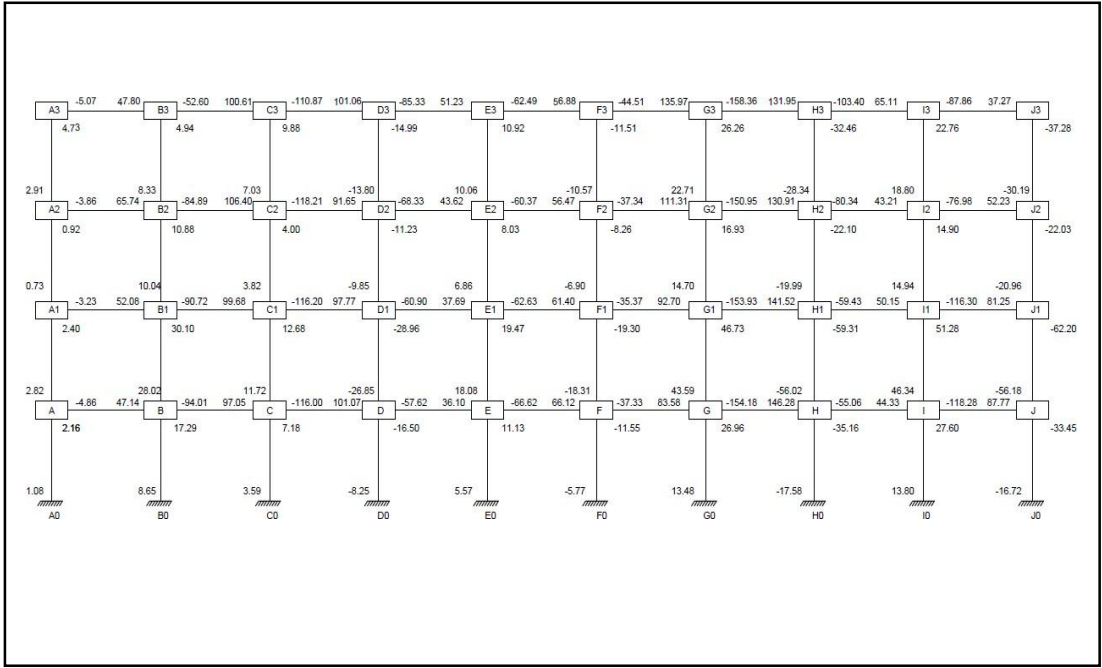 -5.07 47.80 -52.60 100.61 -110.87 101.06 -85.33 51.23 -62.49 56.88 -44.51 135.97 -158.36 131.95 -103.40 65.11 -87.86 37.27
A3 B3 C3 D3 E3 F3 G3 H3 I3 J3
4.73 4.94 9.88 -14.99 10.92 -11.51 26.26 -32.46 22.76 -37.28
2.91 8.33 7.03 -13.80 10.06 -10.57 22.71 -28.34 18.80 -30.19
-3.86 65.74 -84.89 106.40 -118.21 91.65 -68.33 43.62 -60.37 56.47 -37.34 111.31 -150.95 130.91 -80.34 43.21 -76.98 52.23
A2 B2 C2 D2 E2 F2 G2 H2 I2 J2
0.92 10.88 4.00 -11.23 8.03 -8.26 16.93 -22.10 14.90 -22.03
0.73 10.04 3.82 -9.85 6.86 -6.90 14.70 -19.99 14.94 -20.96
-3.23 52.08 -90.72 99.68 -116.20 97.77 -60.90 37.69 -62.63 61.40 -35.37 92.70 -153.93 141.52 -59.43 50.15 -116.30 81.25
A1 B1 C1 D1 E1 F1 G1 H1 I1 J1
2.40 30.10 12.68 -28.96 19.47 -19.30 46.73 -59.31 51.28 -62.20
2.82 28.02 11.72 -26.85 18.08 -18.31 43.59 -56.02 46.34 -56.18
-4.86 47.14 -94.01 97.05 -116.00 101.07 -57.62 36.10 -66.62 66.12 -37.33 83.58 -154.18 146.28 -55.06 44.33 -118.28 87.77
A B C D E F G H I J
2.16 17.29 7.18 -16.50 11.13 -11.55 26.96 -35.16 27.60 -33.45
1.08 8.65 3.59 -8.25 5.57 -5.77 13.48 -17.58 13.80 -16.72
A0 B0 C0 D0 E0 F0 G0 H0 I0 J0